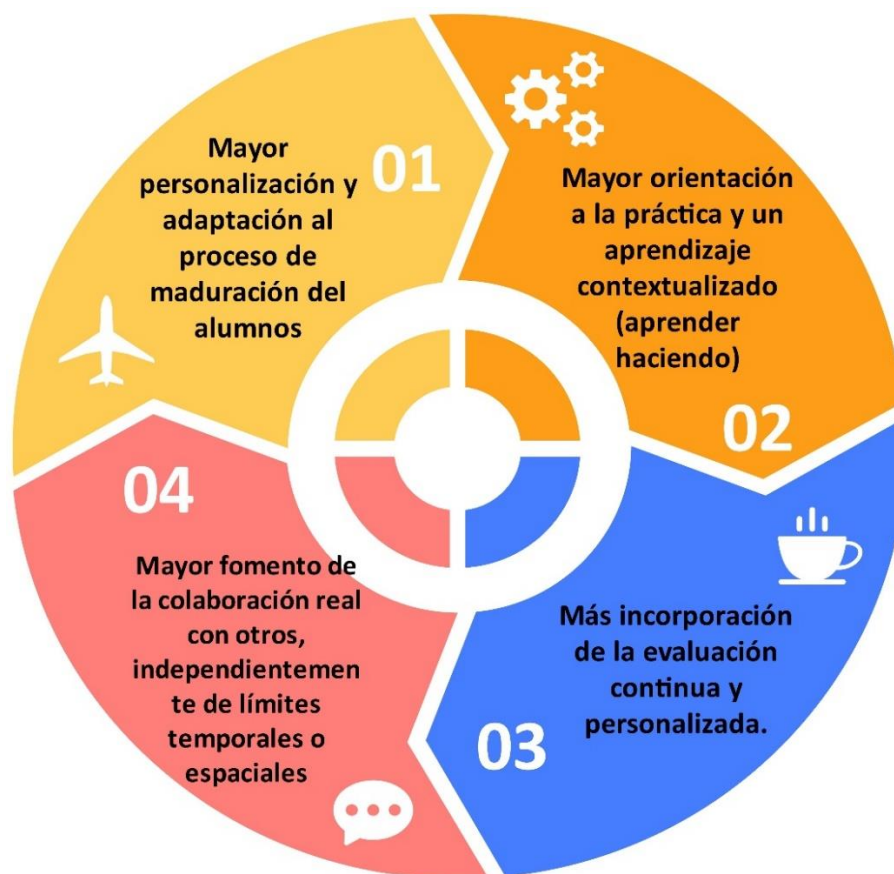 01
Mayor
personalización y
adaptación al
proceso de
maduración del
alumnos
Mayor orientación
a la práctica y un
aprendizaje
contextualizado
(aprender
haciendo)
02
Más incorporación
de la evaluación
continua y
personalizada.
03
04
Mayor fomento de
la colaboración real
con otros,
independientemen
te de límites
temporales o
espaciales